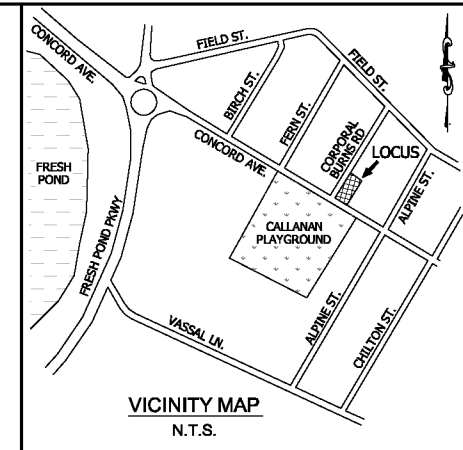 CONCORD AVE.
FIELD ST.
BIRCH ST.
FERN ST.
FIELD ST.
CORPORAL
BURNS RD
LOCUS
CONCORD AVE.
ALPINE ST.
FRESH
POND
FRESH POND PKWY
CALLANAN
PLAYGROUND
ALPINE ST.
CHILTON ST.
VASSAL LN.
VICINITY MAP
N.T.S.